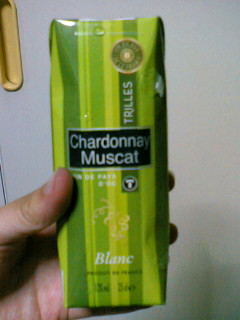 TRILLES
Chardonnay
Muscat
VIN DE PAYS
D'OC
Blanc
PRODUIT DE FRANCE